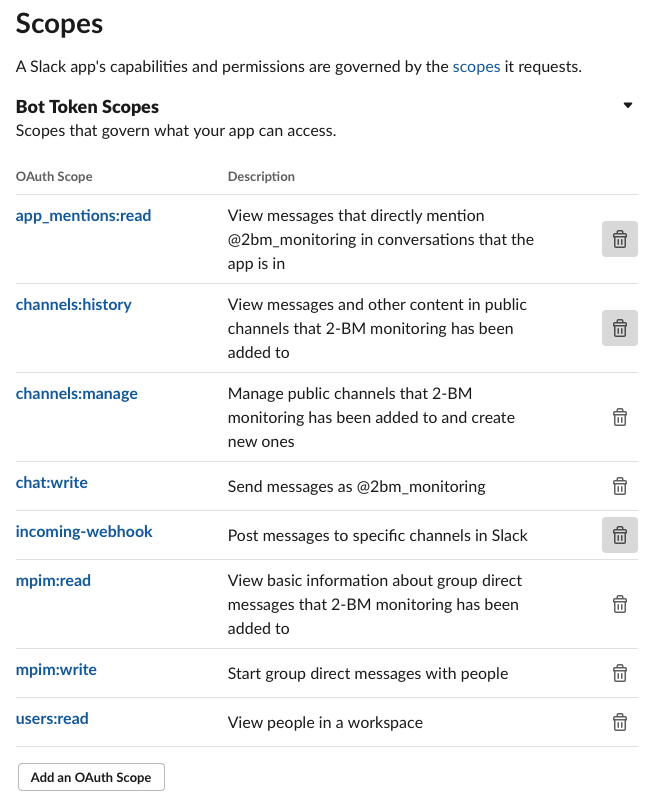 Scopes
A Slack app's capabilities and permissions are governed by the scopes it requests.
Bot Token Scopes
Scopes that govern what your app can access.
OAuth Scope Description
app_mentions:read View messages that directly mention
@2bm_monitoring in conversations that the
app is in
channels:history View messages and other content in public
channels that 2-BM monitoring has been
added to
channels:manage Manage public channels that 2-BM
monitoring has been added to and create
new ones
chat:write Send messages as @2bm_monitoring
incoming-webhook Post messages to specific channels in Slack
mpim:read View basic information about group direct
messages that 2-BM monitoring has been
added to
mpim:write Start group direct messages with people
users:read View people in a workspace
Add an OAuth Scope